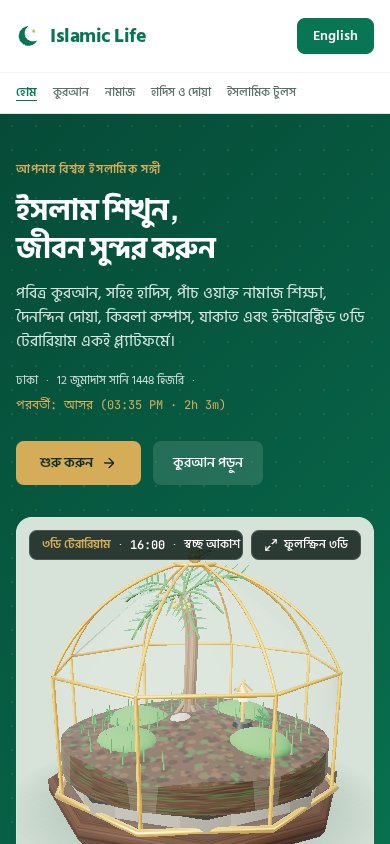 Islamic Life
English
হোম কুরআন নামাজ হাদিস ও দোয়া ইসলামিক টুলস
আপনার বিশ্বস্ত ইসলামিক সঙ্গী
ইসলাম শিখুন,
জীবন সুন্দর করুন
পবিত্র কুরআন, সহিহ হাদিস, পাঁচ ওয়াক্ত নামাজ শিক্ষা,
দৈনন্দিন দোয়া, কিবলা কম্পাস, যাকাত এবং ইন্টারেক্টিভ ৩ডি
টেরারিয়াম একই প্ল্যাটফর্মে।
ঢাকা · 12 জুমাদাস সানি 1448 হিজরি ·
পরবর্তী: আসর (03:35 PM · 2h 3m)
শুরু করুন →
কুরআন পড়ুন
৩ডি টেরারিয়াম · 16:00 · স্বচ্ছ আকাশ
ফুলস্ক্রিন ৩ডি